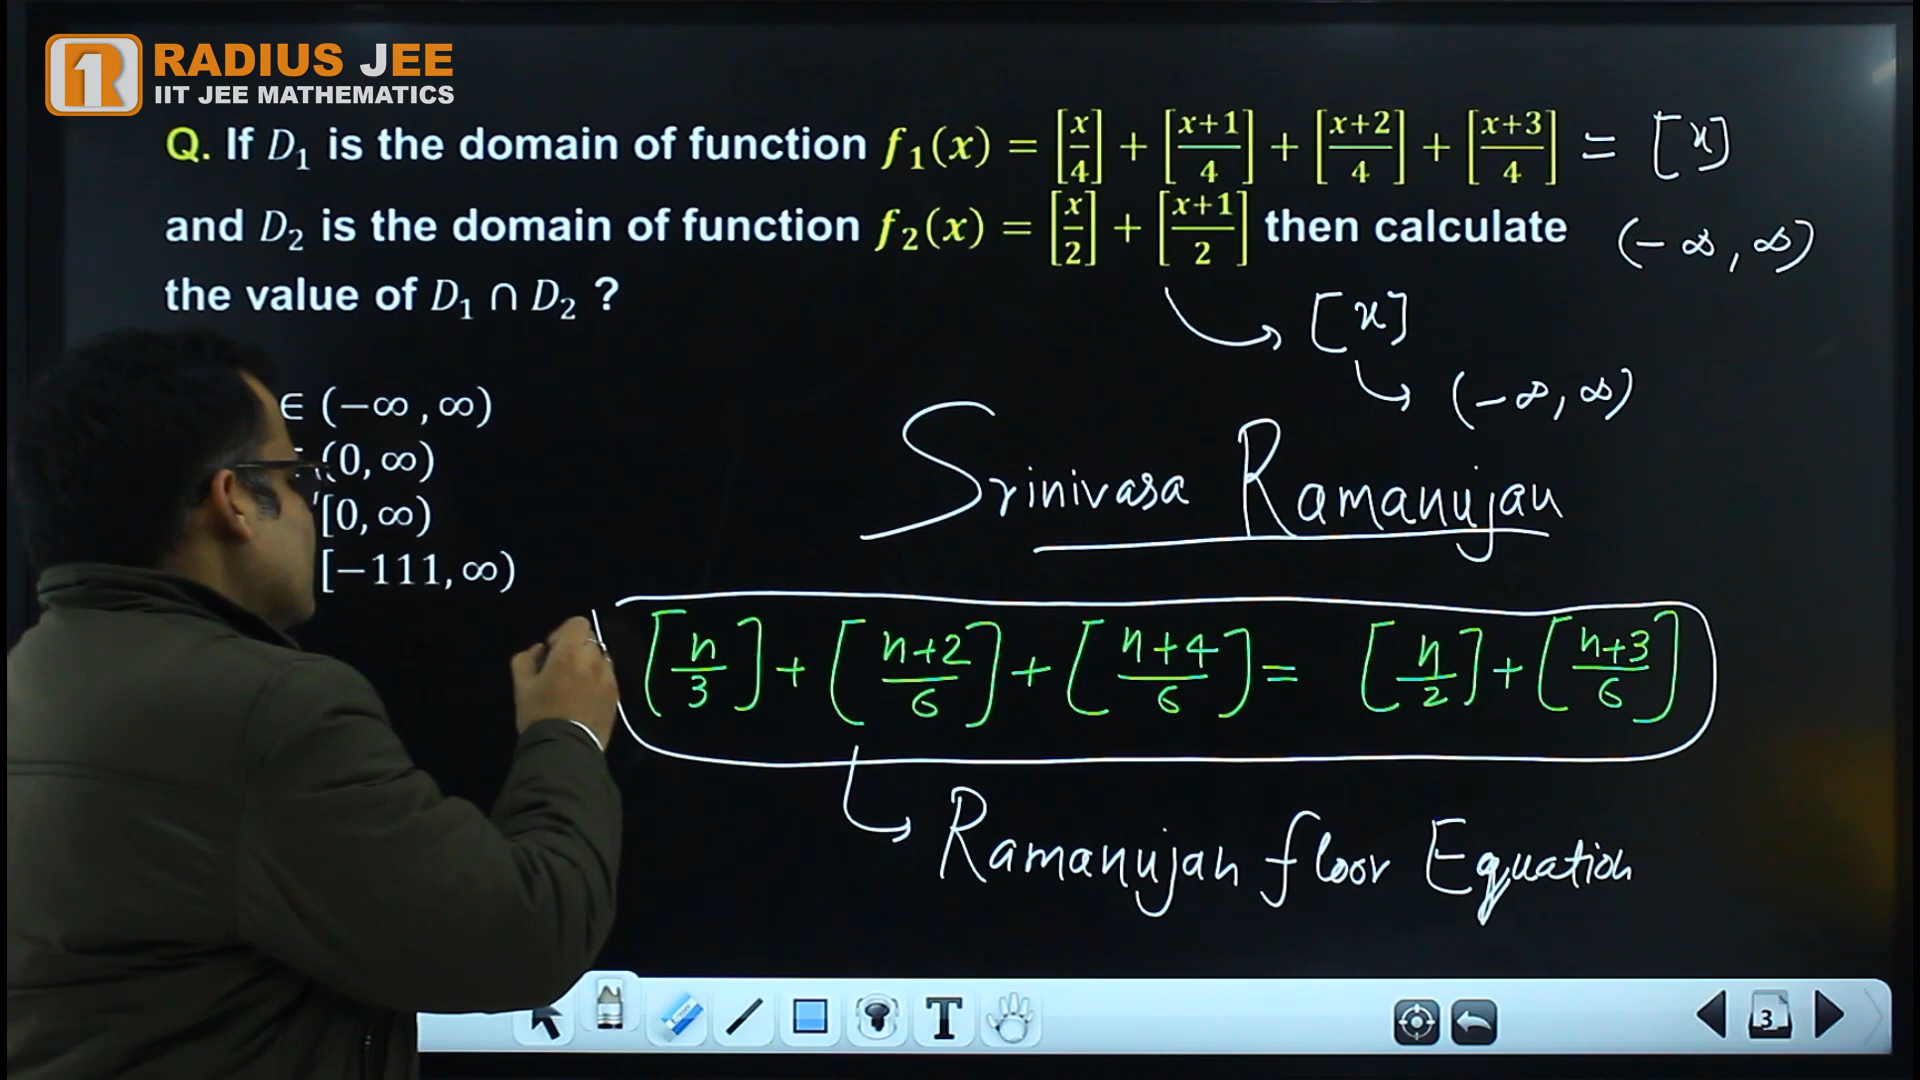 RADIUS JEE
IIT JEE MATHEMATICS
Q. If D₁ is the domain of function f₁(x) = [x/4] + [x+1/4] + [x+2/4] + [x+3/4] = [x]
and D₂ is the domain of function f₂(x) = [x/2] + [x+1/2] then calculate (-∞, ∞)
the value of D₁ ∩ D₂ ?
[x]
(-∞, ∞)
∈ (−∞ , ∞)
(0, ∞)
[0, ∞)
[−111, ∞)
Srinivasa Ramanujan
[n/3] + [n+2/6] + [n+4/6] = [n/2] + [n+3/6]
Ramanujan floor Equation
T
3